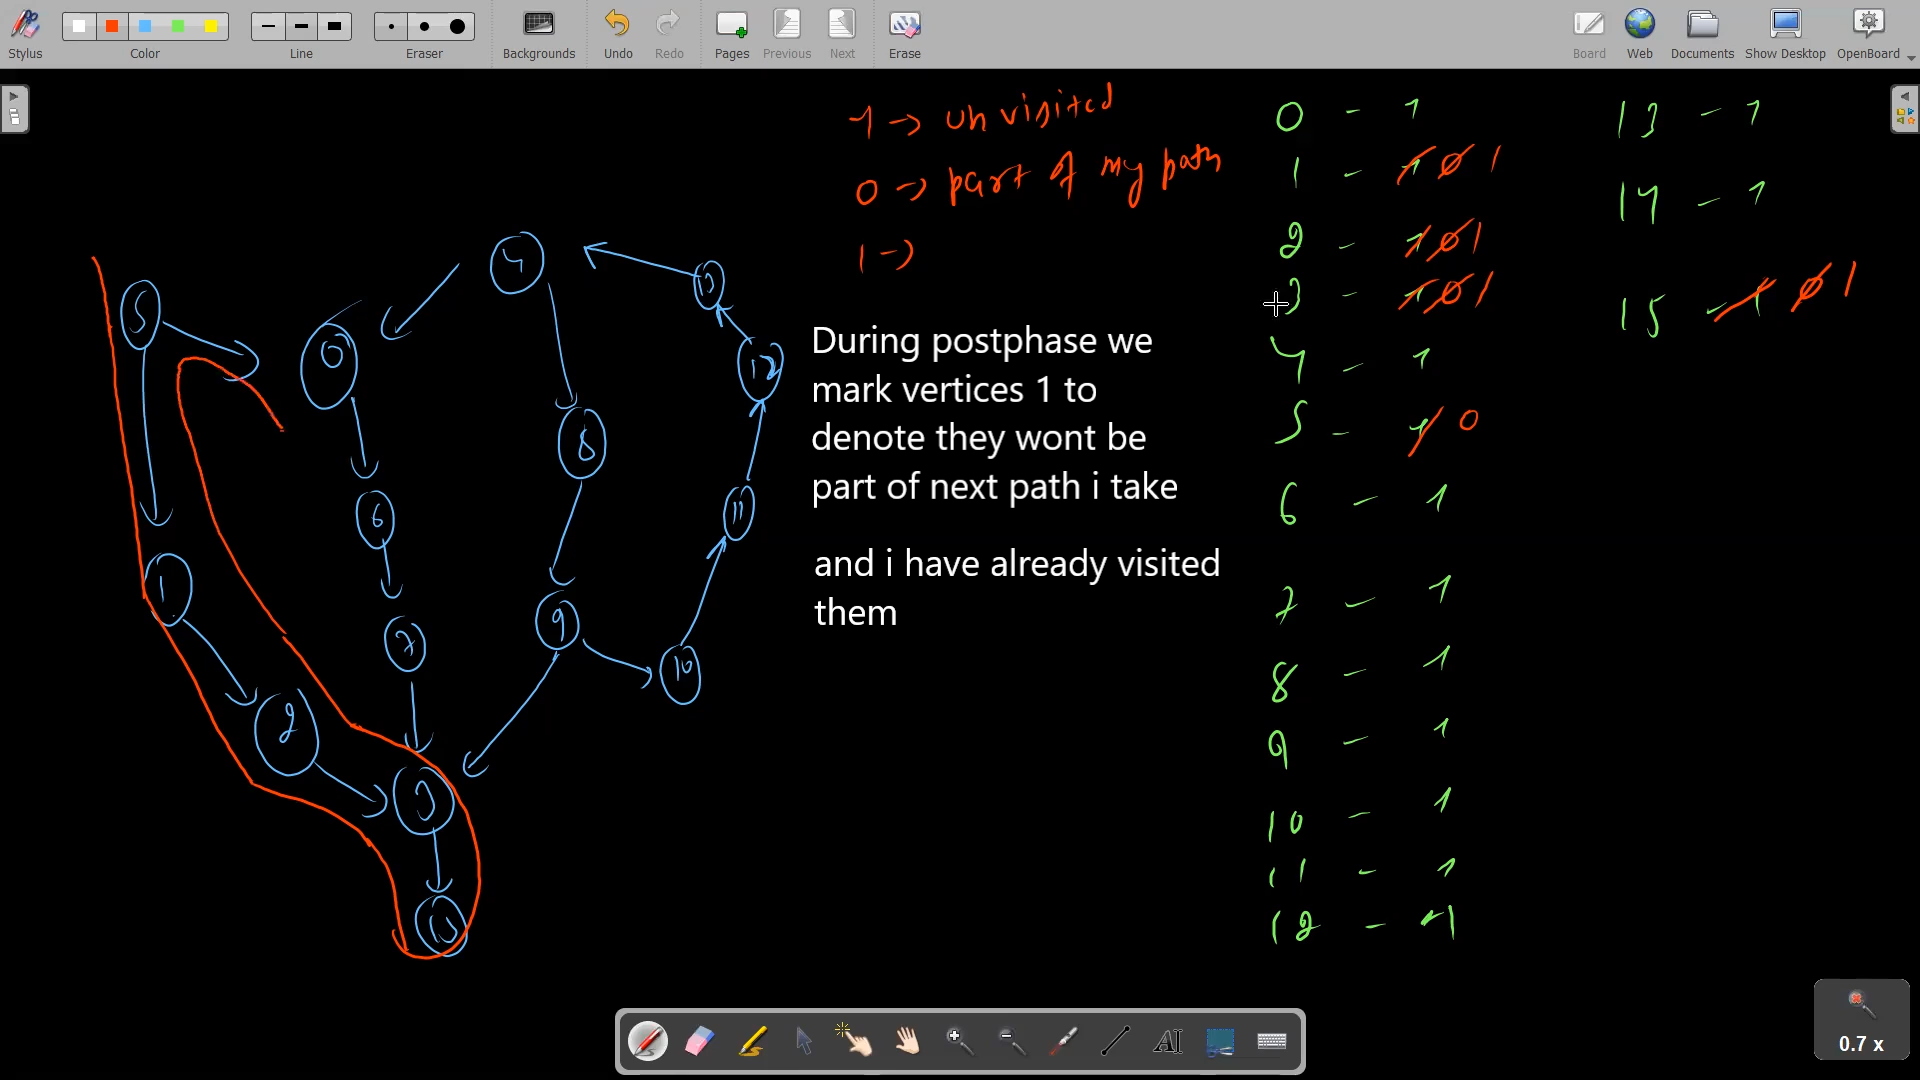 Stylus
Color
Line
Eraser
Backgrounds
Undo
Redo
Pages
Previous
Next
Erase
Board
Web
Documents
Show Desktop
OpenBoard
-1 -> unvisited
0 -> part of my path
1 ->
During postphase we
mark vertices 1 to
denote they wont be
part of next path i take
and i have already visited
them
5
0
4
13
12
8
6
11
1
9
7
10
2
3
0 - -1
1 - -1 0 1
2 - -1 0 1
3 - -1 0 1
4 - -1
5 - -1 0
6 - -1
7 - -1
8 - -1
9 - -1
10 - -1
11 - -1
12 - -1
13 - -1
14 - -1
15 - -1 0 1
0.7 x